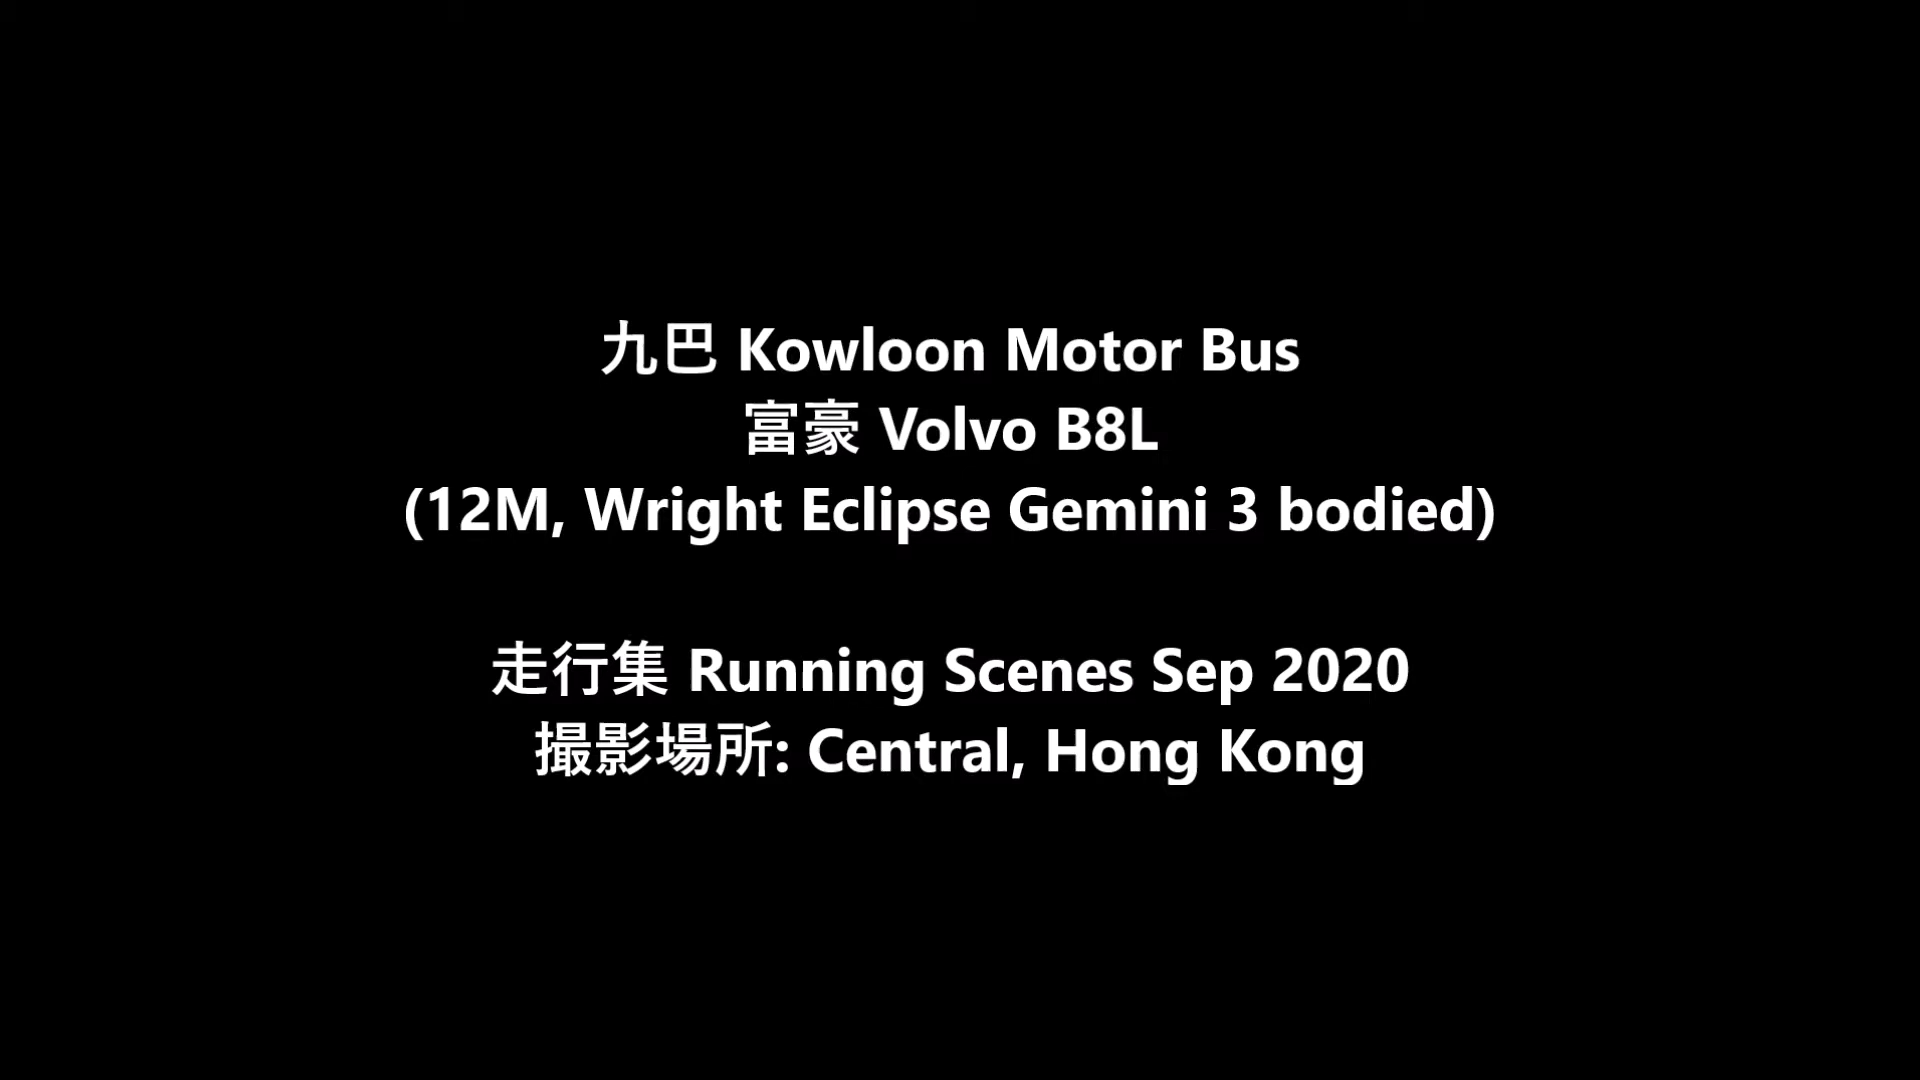 九巴 Kowloon Motor Bus
富豪 Volvo B8L
(12M, Wright Eclipse Gemini 3 bodied)
走行集 Running Scenes Sep 2020
撮影場所: Central, Hong Kong